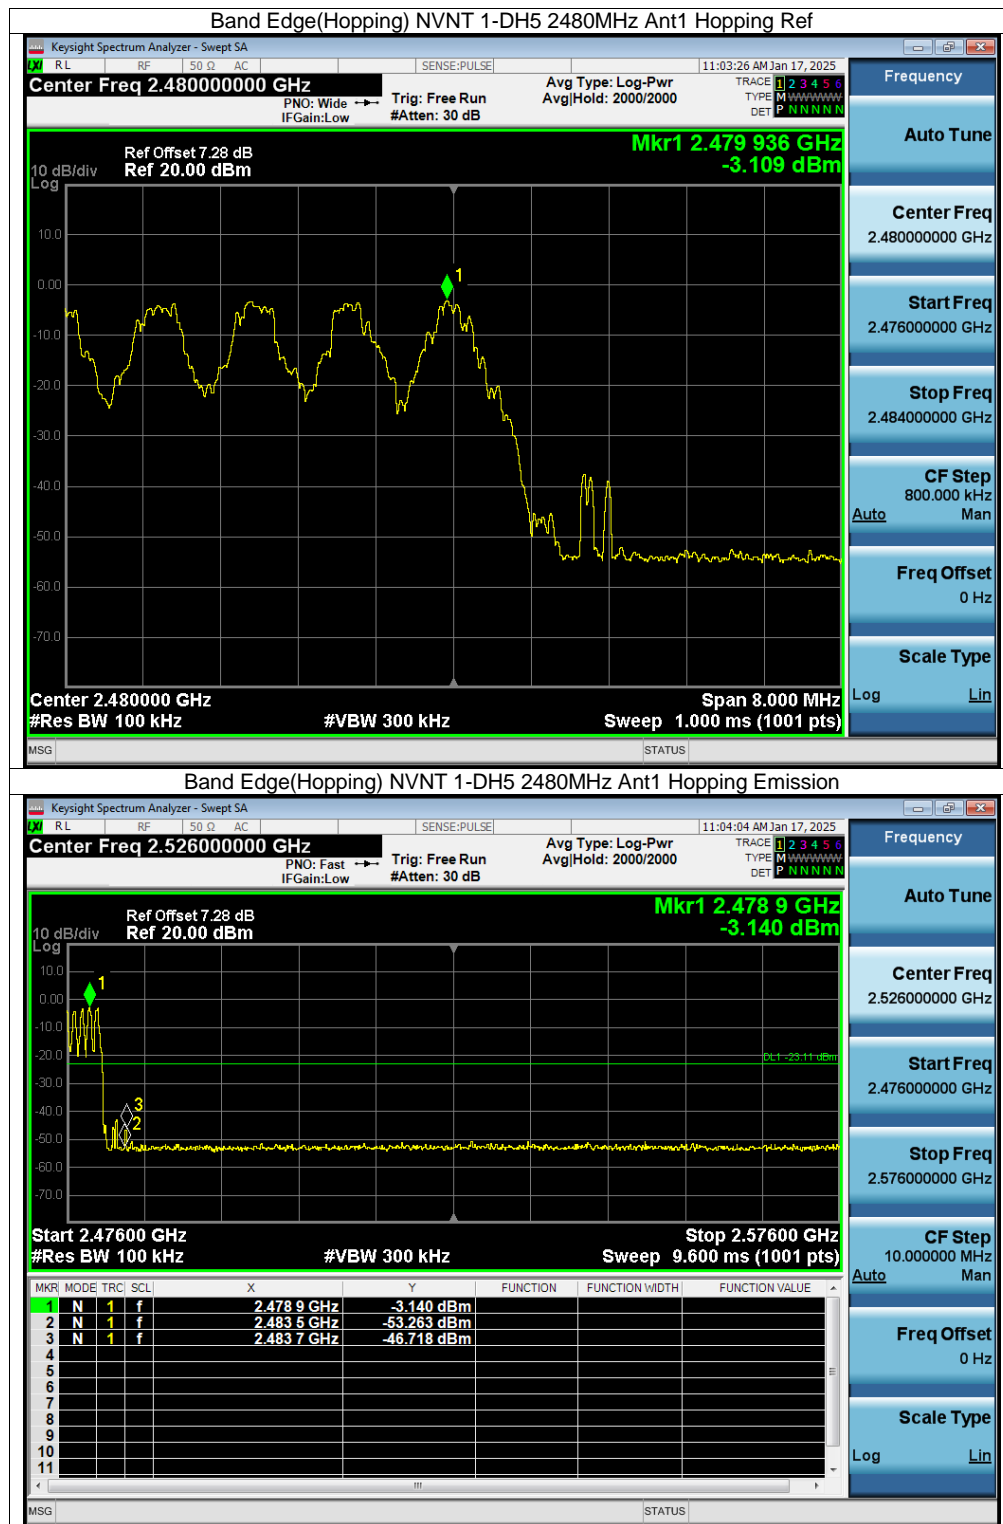 Band Edge(Hopping) NVNT 1-DH5 2480MHz Ant1 Hopping Ref
Keysight Spectrum Analyzer - Swept SA
LXI RL RF 50 Ω AC SENSE:PULSE 11:03:26 AM Jan 17, 2025
Center Freq 2.480000000 GHz
PNO: Wide
IFGain:Low
Trig: Free Run
#Atten: 30 dB
Avg Type: Log-Pwr
Avg|Hold: 2000/2000
TRACE 1 2 3 4 5 6
TYPE M WWWWW
DET P N N N N N
Frequency
Mkr1 2.479 936 GHz
-3.109 dBm
Ref Offset 7.28 dB
10 dB/div Ref 20.00 dBm
Log
10.0
0.00
-10.0
-20.0
-30.0
-40.0
-50.0
-60.0
-70.0
1
Auto Tune
Center Freq
2.480000000 GHz
Start Freq
2.476000000 GHz
Stop Freq
2.484000000 GHz
CF Step
800.000 kHz
Auto Man
Freq Offset
0 Hz
Scale Type
Log Lin
Center 2.480000 GHz Span 8.000 MHz
#Res BW 100 kHz #VBW 300 kHz Sweep 1.000 ms (1001 pts)
MSG STATUS
Band Edge(Hopping) NVNT 1-DH5 2480MHz Ant1 Hopping Emission
Keysight Spectrum Analyzer - Swept SA
LXI RL RF 50 Ω AC SENSE:PULSE 11:04:04 AM Jan 17, 2025
Center Freq 2.526000000 GHz
PNO: Fast
IFGain:Low
Trig: Free Run
#Atten: 30 dB
Avg Type: Log-Pwr
Avg|Hold: 2000/2000
TRACE 1 2 3 4 5 6
TYPE M WWWWW
DET P N N N N N
Frequency
Mkr1 2.478 9 GHz
-3.140 dBm
Ref Offset 7.28 dB
10 dB/div Ref 20.00 dBm
Log
10.0
0.00
-10.0
-20.0
-30.0
-40.0
-50.0
-60.0
-70.0
1
DL1 -23.11 dBm
3
2
Auto Tune
Center Freq
2.526000000 GHz
Start Freq
2.476000000 GHz
Stop Freq
2.576000000 GHz
CF Step
10.000000 MHz
Auto Man
Freq Offset
0 Hz
Scale Type
Log Lin
Start 2.47600 GHz Stop 2.57600 GHz
#Res BW 100 kHz #VBW 300 kHz Sweep 9.600 ms (1001 pts)
MKR MODE TRC SCL X Y FUNCTION FUNCTION WIDTH FUNCTION VALUE
1 N 1 f 2.478 9 GHz -3.140 dBm
2 N 1 f 2.483 5 GHz -53.263 dBm
3 N 1 f 2.483 7 GHz -46.718 dBm
4
5
6
7
8
9
10
11
MSG STATUS